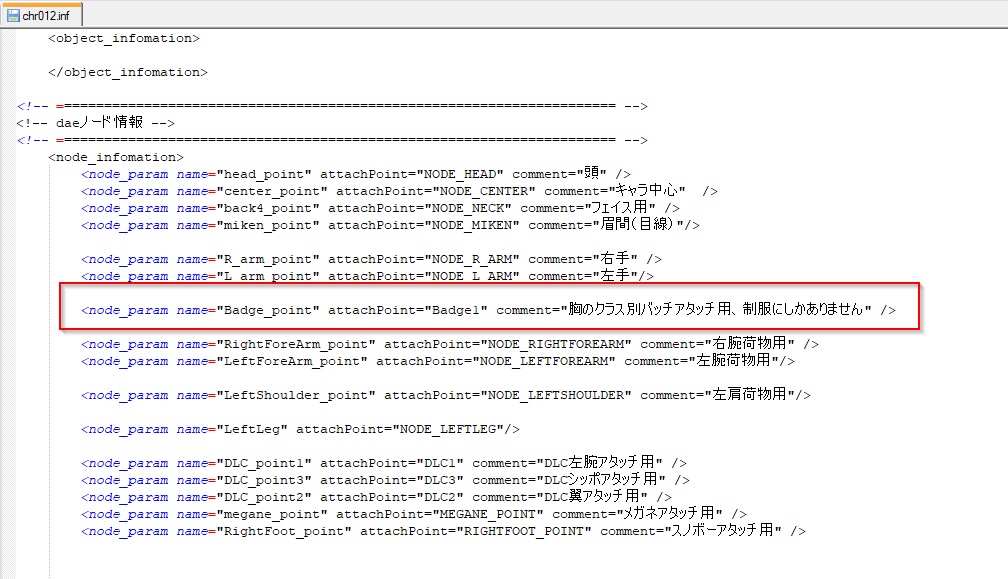 chr012.inf
<object_infomation>
</object_infomation>
<!-- ====================================================================== -->
<!-- daeノード情報 -->
<!-- ====================================================================== -->
<node_infomation>
<node_param name="head_point" attachPoint="NODE_HEAD" comment="頭" />
<node_param name="center_point" attachPoint="NODE_CENTER" comment="キャラ中心" />
<node_param name="back4_point" attachPoint="NODE_NECK" comment="フェイス用" />
<node_param name="miken_point" attachPoint="NODE_MIKEN" comment="眉間(目線)"/>
<node_param name="R_arm_point" attachPoint="NODE_R_ARM" comment="右手" />
<node_param name="L_arm_point" attachPoint="NODE_L_ARM" comment="左手"/>
<node_param name="Badge_point" attachPoint="Badge1" comment="胸のクラス別バッチアタッチ用、制服にしかありません" />
<node_param name="RightForeArm_point" attachPoint="NODE_RIGHTFOREARM" comment="右腕荷物用" />
<node_param name="LeftForeArm_point" attachPoint="NODE_LEFTFOREARM" comment="左腕荷物用"/>
<node_param name="LeftShoulder_point" attachPoint="NODE_LEFTSHOULDER" comment="左肩荷物用"/>
<node_param name="LeftLeg" attachPoint="NODE_LEFTLEG"/>
<node_param name="DLC_point1" attachPoint="DLC1" comment="DLC左腕アタッチ用" />
<node_param name="DLC_point3" attachPoint="DLC3" comment="DLCシッポアタッチ用" />
<node_param name="DLC_point2" attachPoint="DLC2" comment="DLC翼アタッチ用" />
<node_param name="megane_point" attachPoint="MEGANE_POINT" comment="メガネアタッチ用" />
<node_param name="RightFoot_point" attachPoint="RIGHTFOOT_POINT" comment="スノボーアタッチ用" />